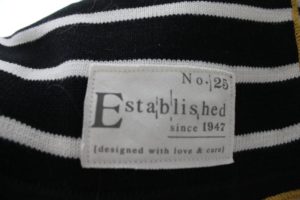 No. 25
Established
since 1947
[designed with love & care]